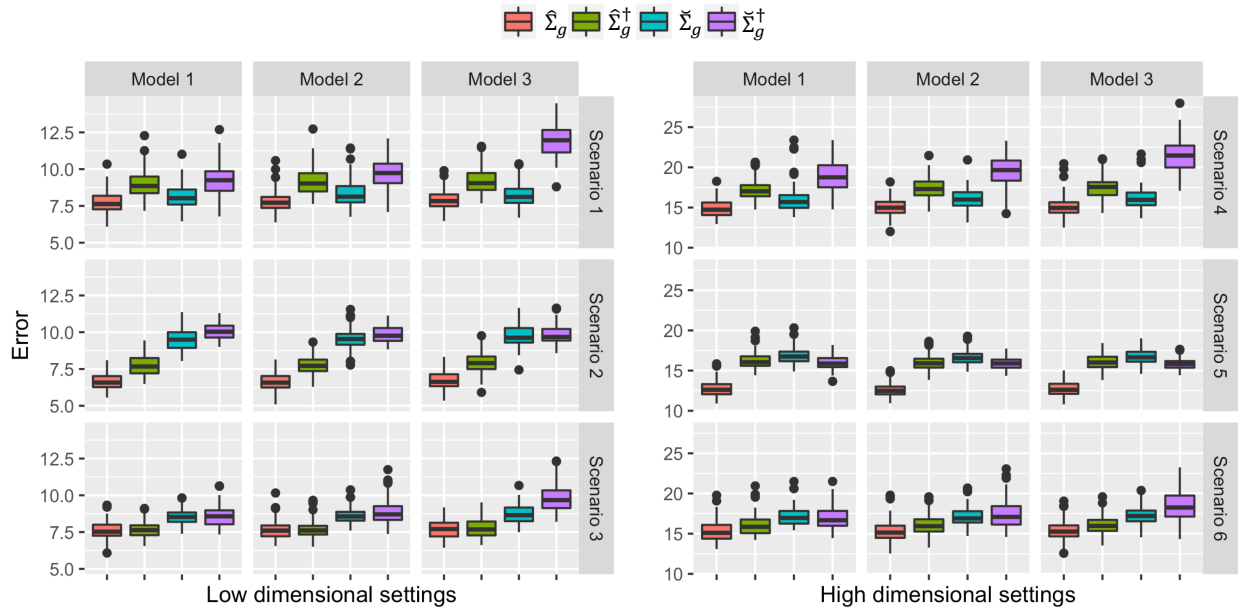 Σ̂g Σ̂g† Σ̆g Σ̆g†
Model 1 Model 2 Model 3
12.5
10.0
7.5
5.0
Scenario 1
12.5
10.0
7.5
5.0
Scenario 2
12.5
10.0
7.5
5.0
Scenario 3
Error
Low dimensional settings
Model 1 Model 2 Model 3
25
20
15
10
Scenario 4
25
20
15
10
Scenario 5
25
20
15
10
Scenario 6
High dimensional settings